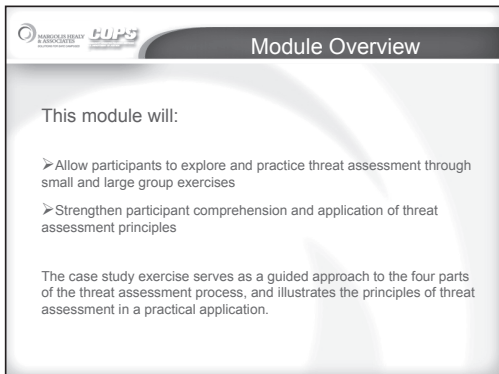 MARGOLIS HEALY
& ASSOCIATES
COPS
Module Overview
This module will:
➢Allow participants to explore and practice threat assessment through
small and large group exercises
➢Strengthen participant comprehension and application of threat
assessment principles
The case study exercise serves as a guided approach to the four parts
of the threat assessment process, and illustrates the principles of threat
assessment in a practical application.